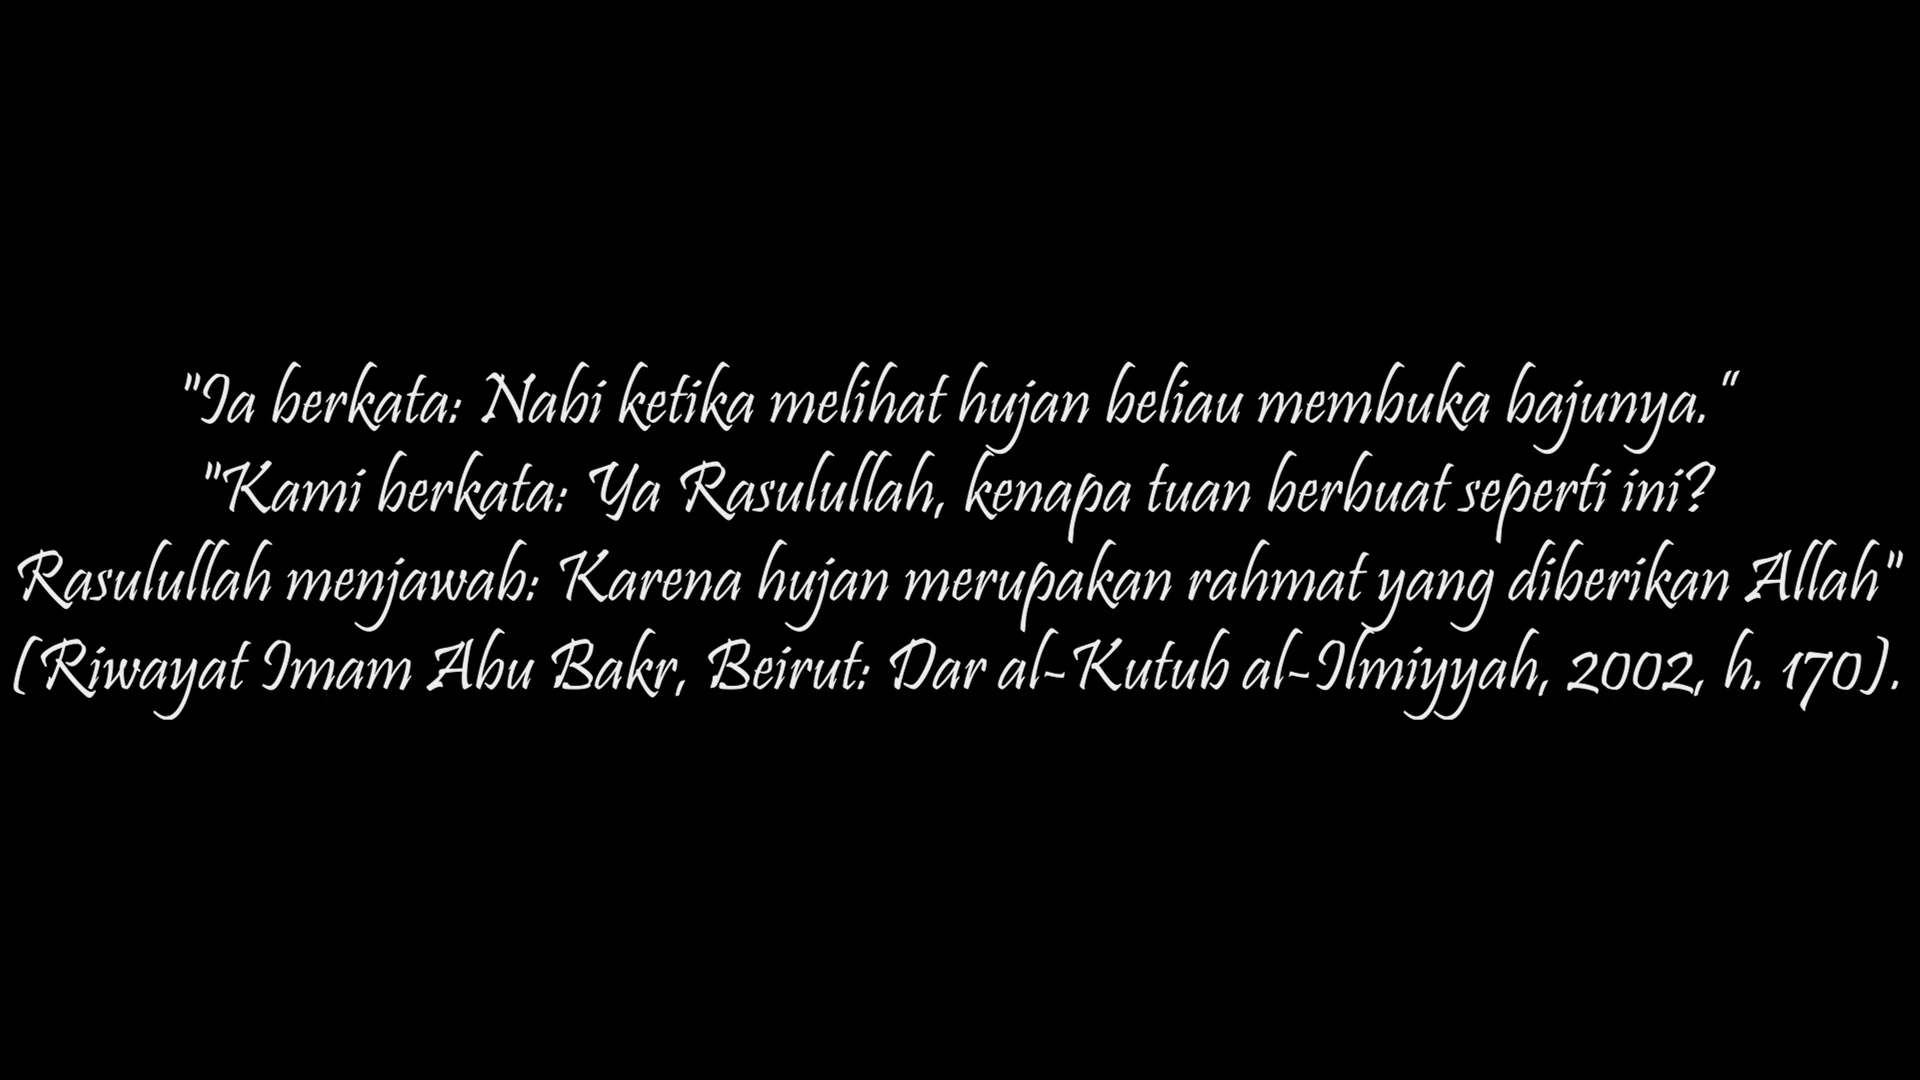 "Ia berkata: Nabi ketika melihat hujan beliau membuka bajunya.“
"Kami berkata: Ya Rasulullah, kenapa tuan berbuat seperti ini?
Rasulullah menjawab: Karena hujan merupakan rahmat yang diberikan Allah"
(Riwayat Imam Abu Bakr, Beirut: Dar al-Kutub al-Ilmiyyah, 2002, h. 170).